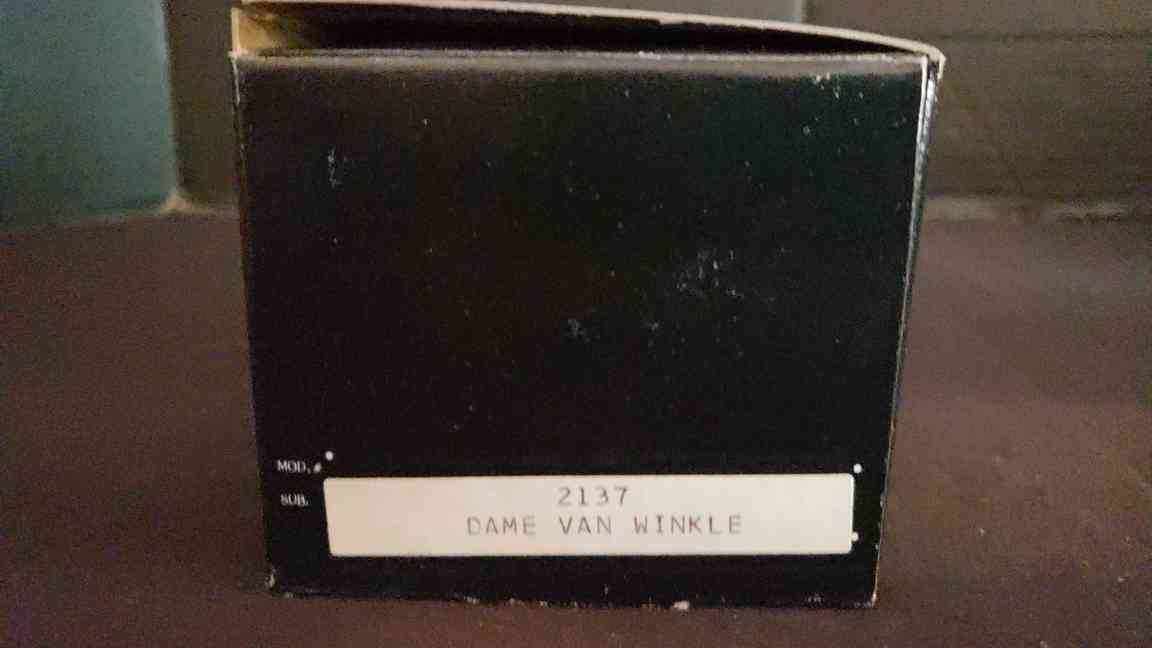 MOD.
SUB.
2137
DAME VAN WINKLE